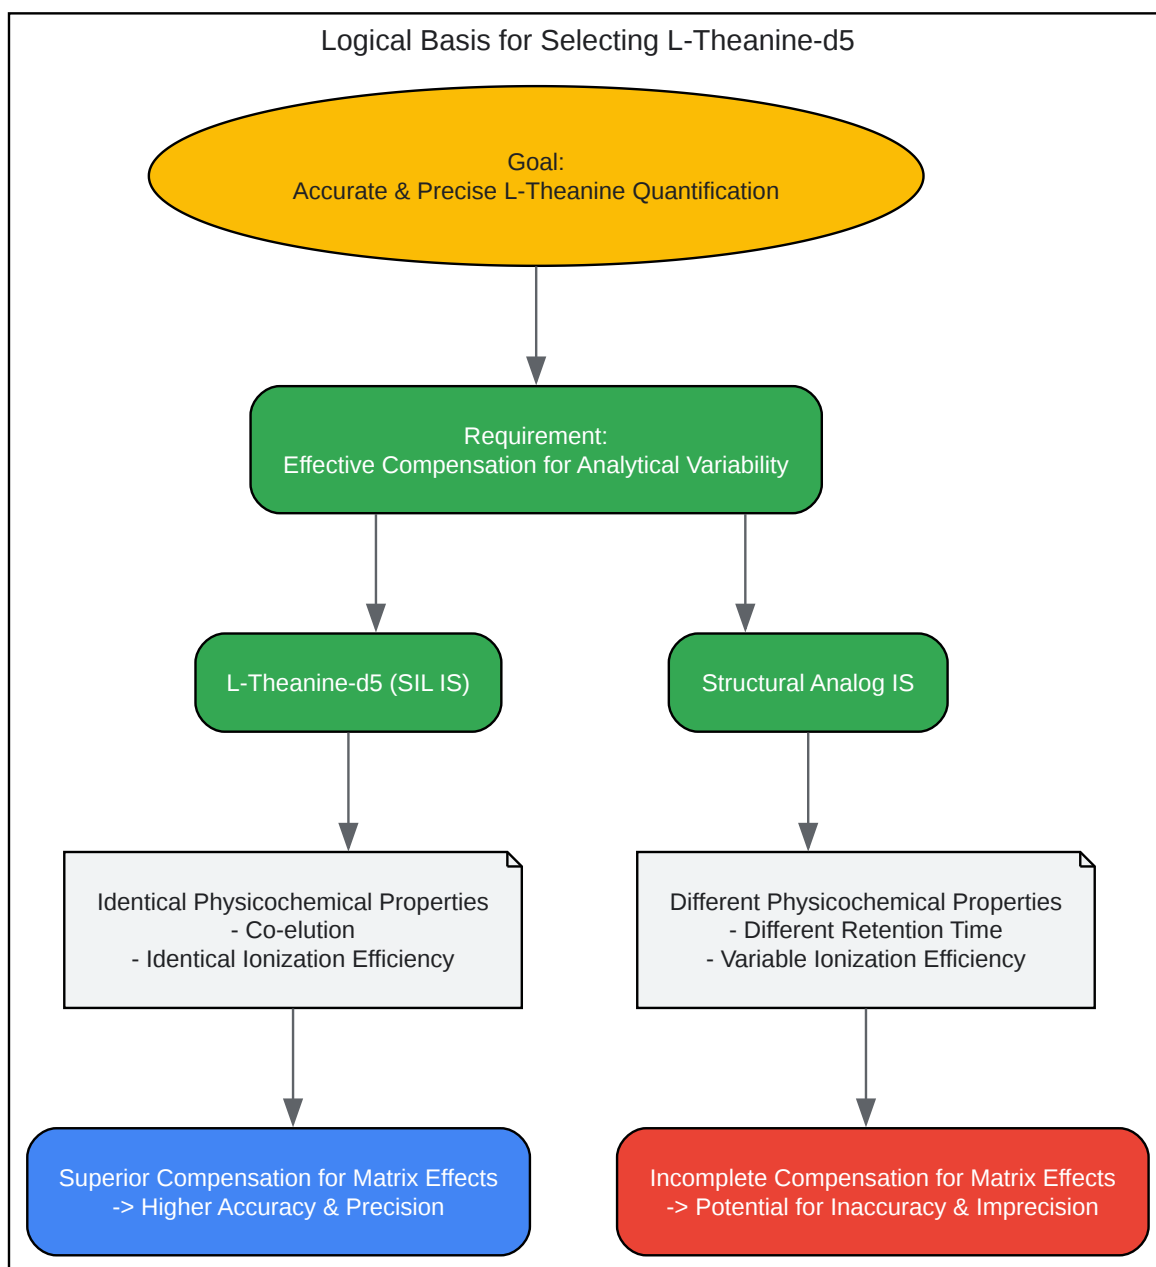 Logical Basis for Selecting L-Theanine-d5
Goal:
Accurate & Precise L-Theanine Quantification
Requirement:
Effective Compensation for Analytical Variability
L-Theanine-d5 (SIL IS)
Structural Analog IS
Identical Physicochemical Properties
- Co-elution
- Identical Ionization Efficiency
Different Physicochemical Properties
- Different Retention Time
- Variable Ionization Efficiency
Superior Compensation for Matrix Effects
-> Higher Accuracy & Precision
Incomplete Compensation for Matrix Effects
-> Potential for Inaccuracy & Imprecision